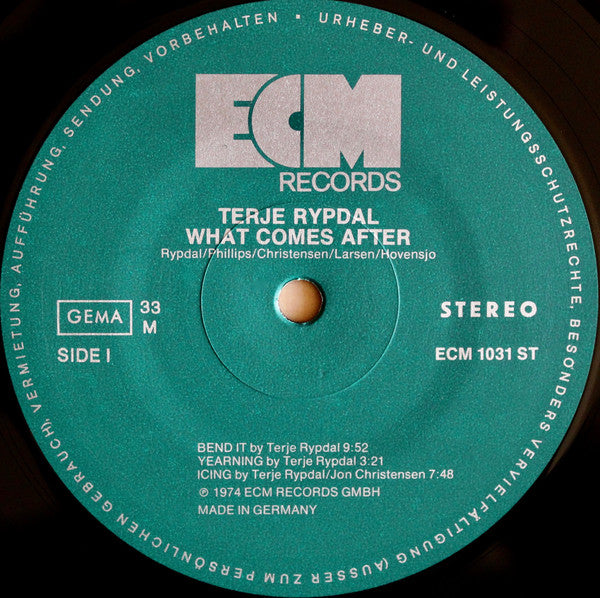 ECM
RECORDS
TERJE RYPDAL
WHAT COMES AFTER
Rypdal/Phillips/Christensen/Larsen/Hovensjo
GEMA
33
M
STEREO
SIDE I
ECM 1031 ST
BEND IT by Terje Rypdal 9:52
YEARNING by Terje Rypdal 3:21
ICING by Terje Rypdal/Jon Christensen 7:48
℗ 1974 ECM RECORDS GMBH
MADE IN GERMANY
URHEBER- UND LEISTUNGSSCHUTZRECHTE, BESONDERS VERVIELFÄLTIGUNG (AUSSER ZUM PERSÖNLICHEN GEBRAUCH), VERMIETUNG, AUFFÜHRUNG, SENDUNG, VORBEHALTEN •